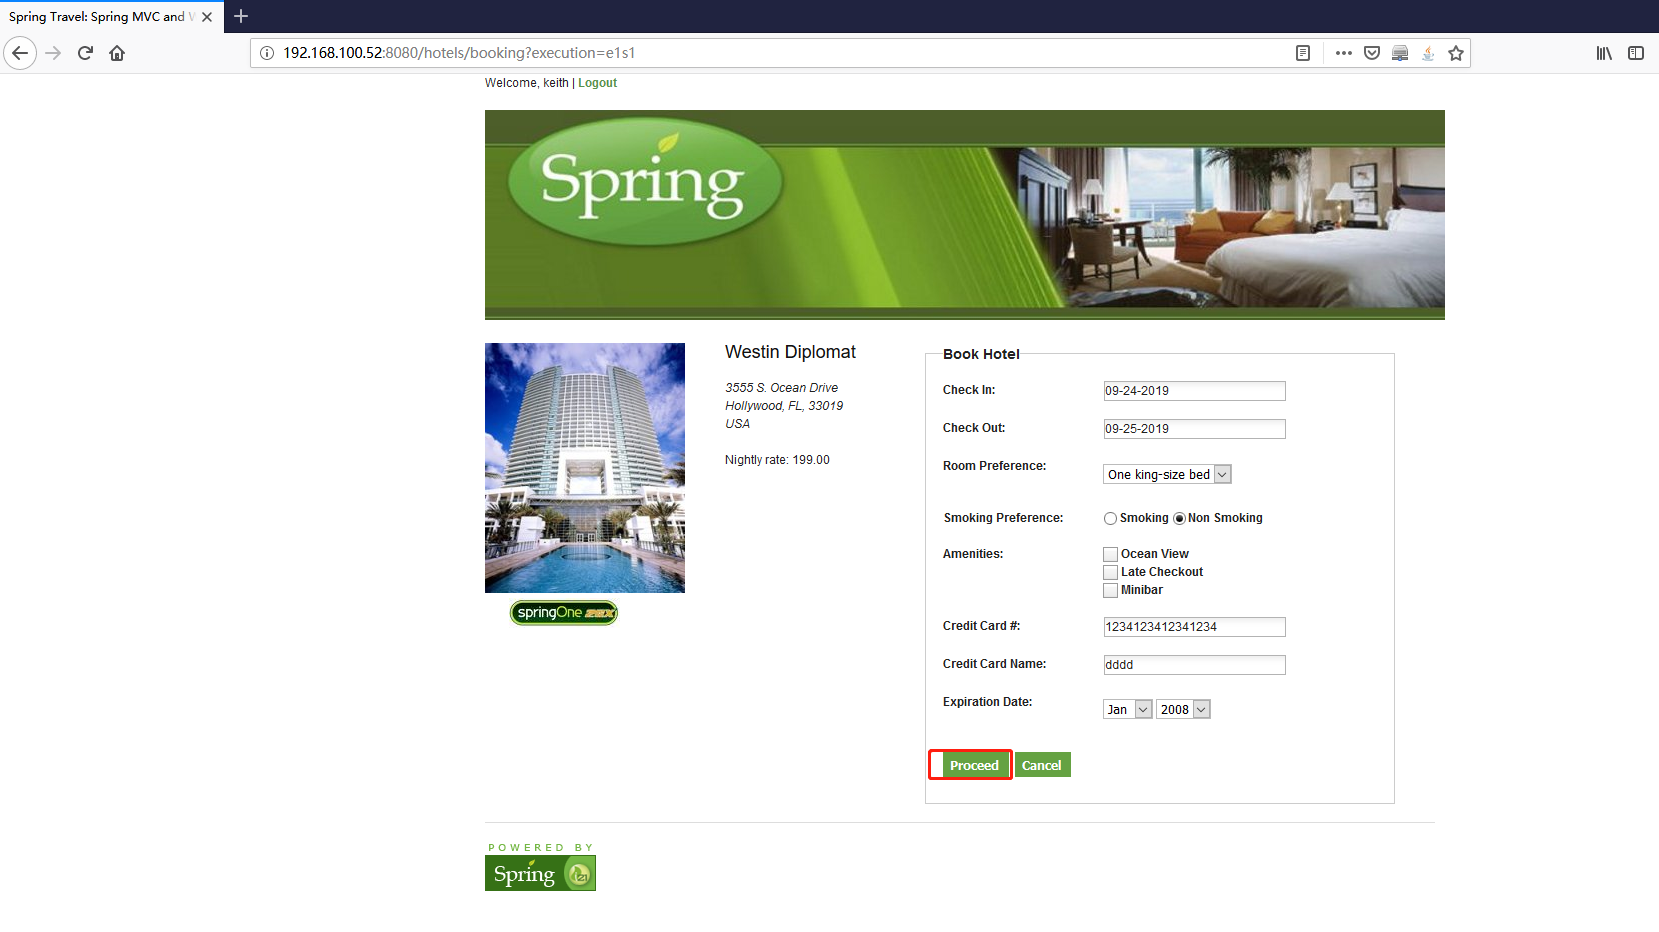 Spring Travel: Spring MVC and W
192.168.100.52:8080/hotels/booking?execution=e1s1
Welcome, keith | Logout
Spring
Westin Diplomat
3555 S. Ocean Drive
Hollywood, FL, 33019
USA
Nightly rate: 199.00
springOne 2GX
Book Hotel
Check In: 09-24-2019
Check Out: 09-25-2019
Room Preference: One king-size bed
Smoking Preference: Smoking Non Smoking
Amenities: Ocean View
Late Checkout
Minibar
Credit Card #: 1234123412341234
Credit Card Name: dddd
Expiration Date: Jan 2008
Proceed Cancel
POWERED BY
Spring